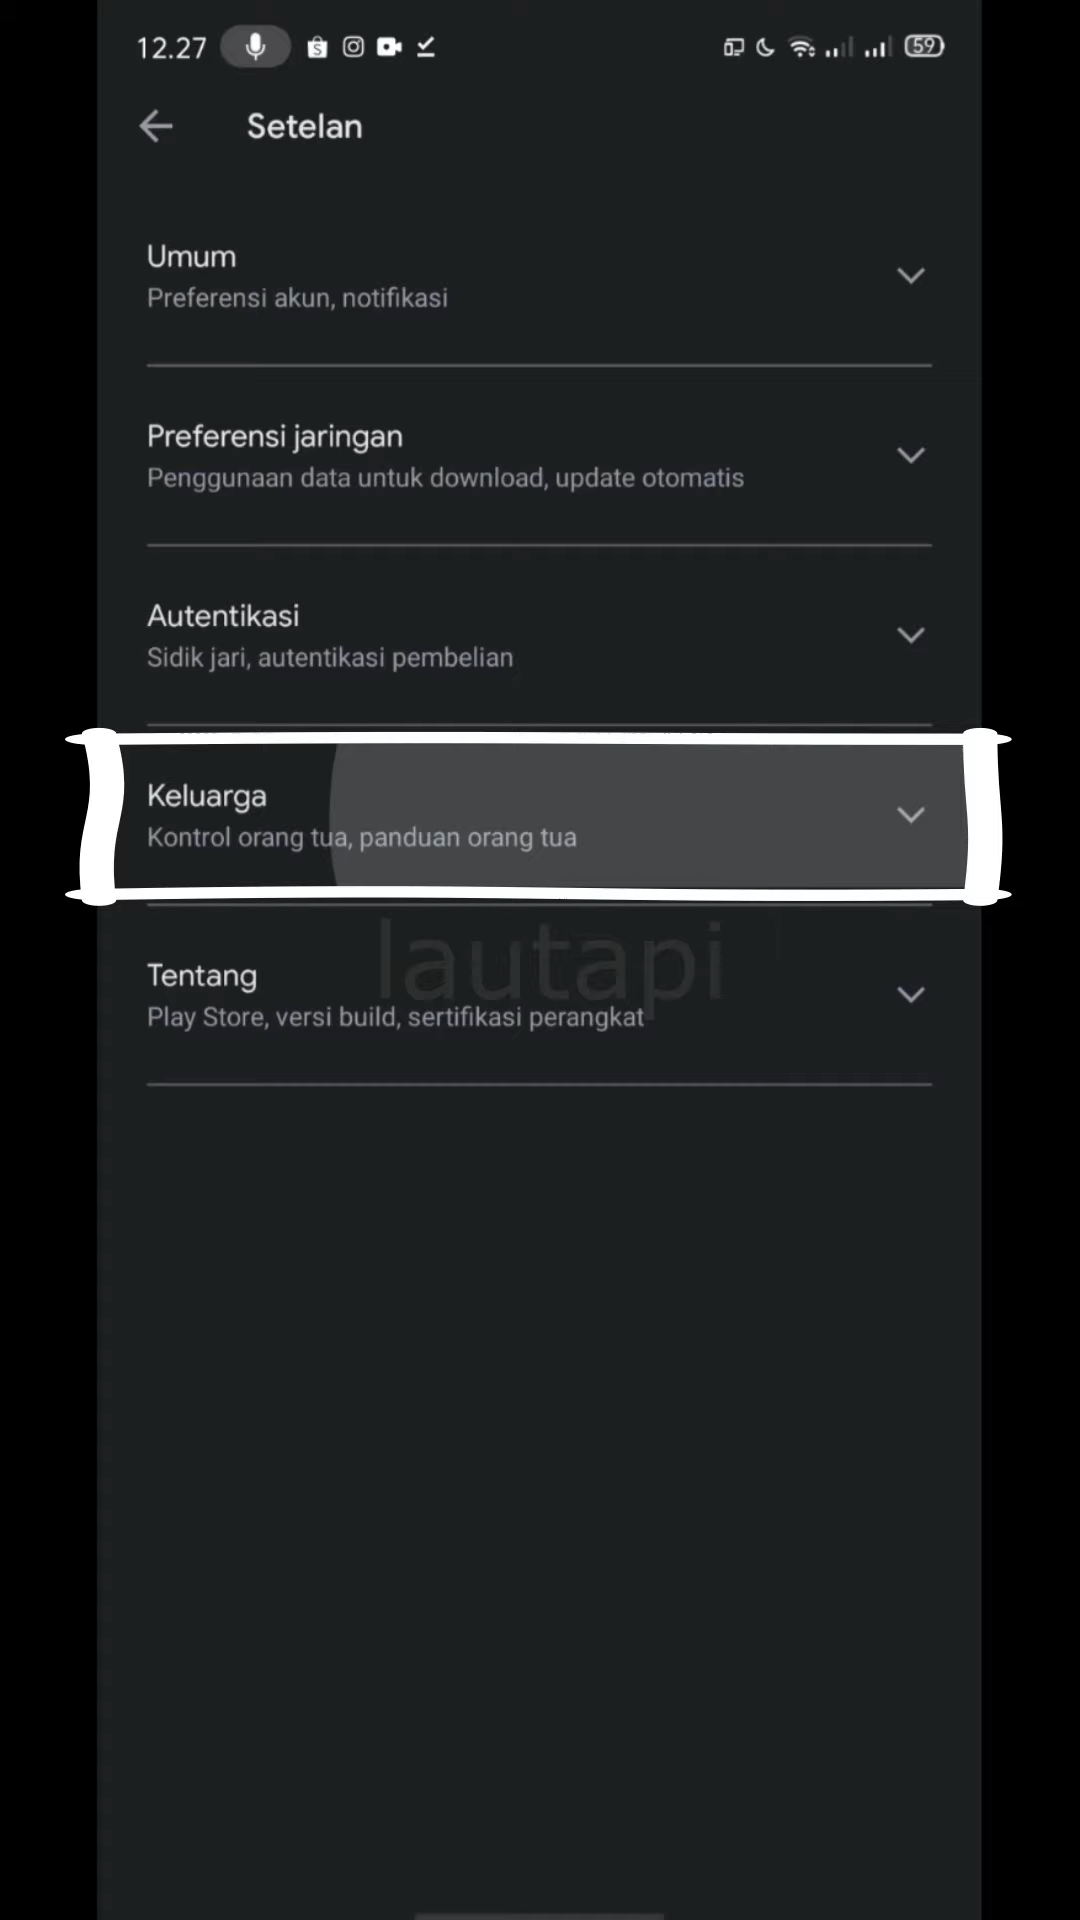 12.27
59
Setelan
Umum
Preferensi akun, notifikasi
Preferensi jaringan
Penggunaan data untuk download, update otomatis
Autentikasi
Sidik jari, autentikasi pembelian
Keluarga
Kontrol orang tua, panduan orang tua
lautapi
Tentang
Play Store, versi build, sertifikasi perangkat